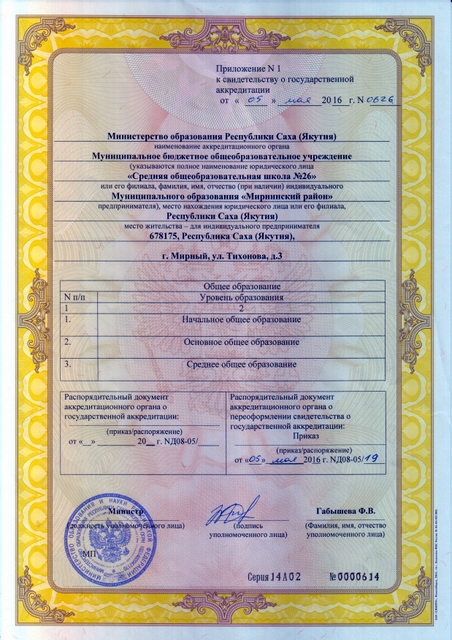 Приложение N 1
к свидетельству о государственной
аккредитации
от « 05 » мая 2016 г. N 0626
Министерство образования Республики Саха (Якутия)
наименование аккредитационного органа
Муниципальное бюджетное общеобразовательное учреждение
(указываются полное наименование юридического лица
«Средняя общеобразовательная школа №26»
или его филиала, фамилия, имя, отчество (при наличии) индивидуального
Муниципального образования «Мирнинский район»
предпринимателя), место нахождения юридического лица или его филиала,
Республики Саха (Якутия)
место жительства – для индивидуального предпринимателя
678175, Республика Саха (Якутия),
г. Мирный, ул. Тихонова, д.3
Общее образование
N п/п Уровень образования
1 2
1. Начальное общее образование
2. Основное общее образование
3. Среднее общее образование
Распорядительный документ
аккредитационного органа о
государственной аккредитации:
(приказ/распоряжение)
от «__» 20__ г. NД08-05/
Распорядительный документ
аккредитационного органа о
переоформлении свидетельства о
государственной аккредитации:
Приказ
(приказ/распоряжение)
от «05» мая 2016 г. NД08-05/19
Министр
(должность уполномоченного лица)
(подпись
уполномоченного лица)
Габышева Ф.В.
(Фамилия, имя, отчество
уполномоченного лица)
МП
Серия 14А02 №0000614